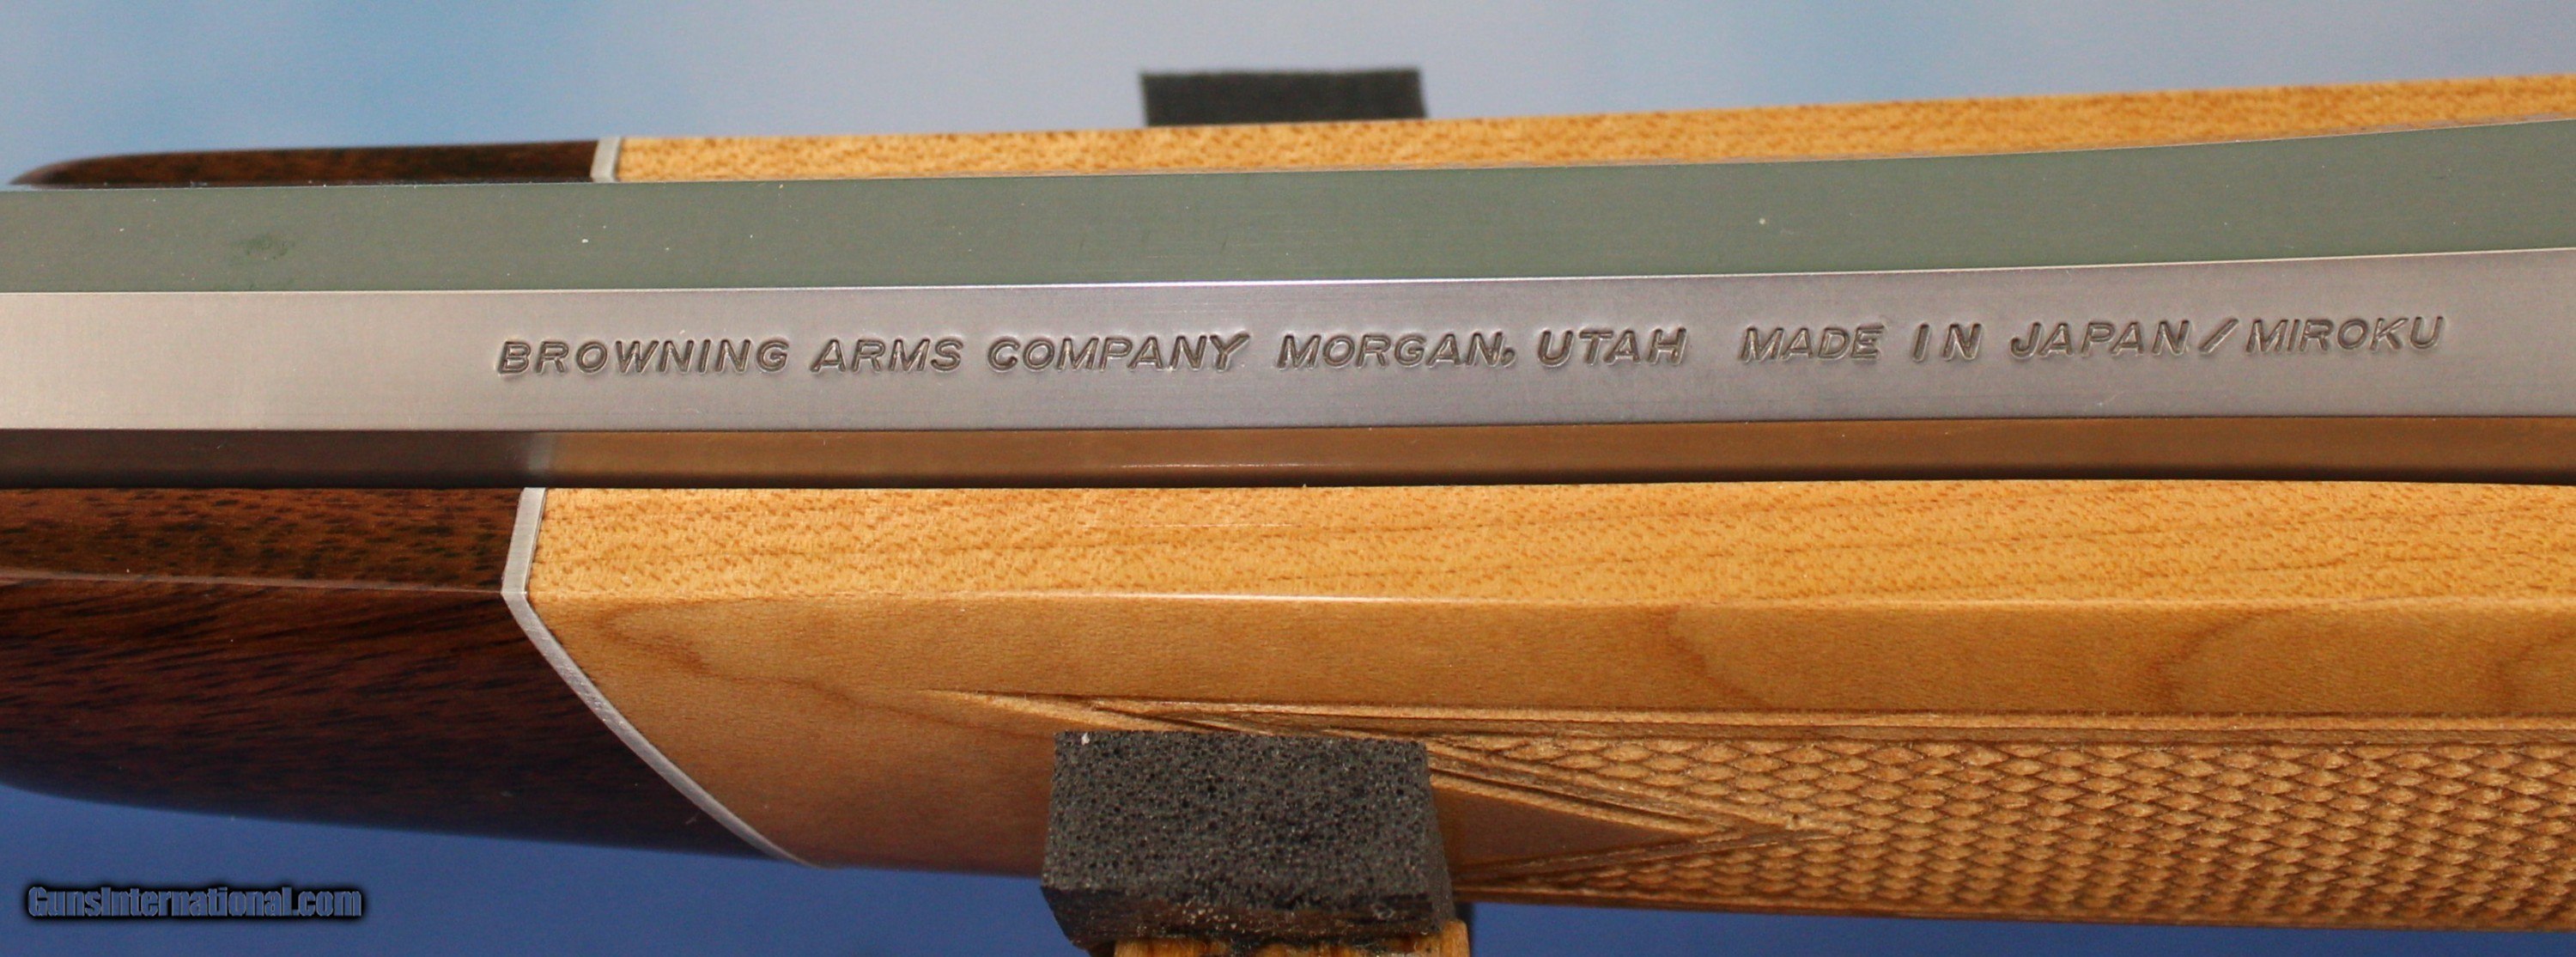 BROWNING ARMS COMPANY MORGAN, UTAH MADE IN JAPAN/MIROKU
GunsInternational.com